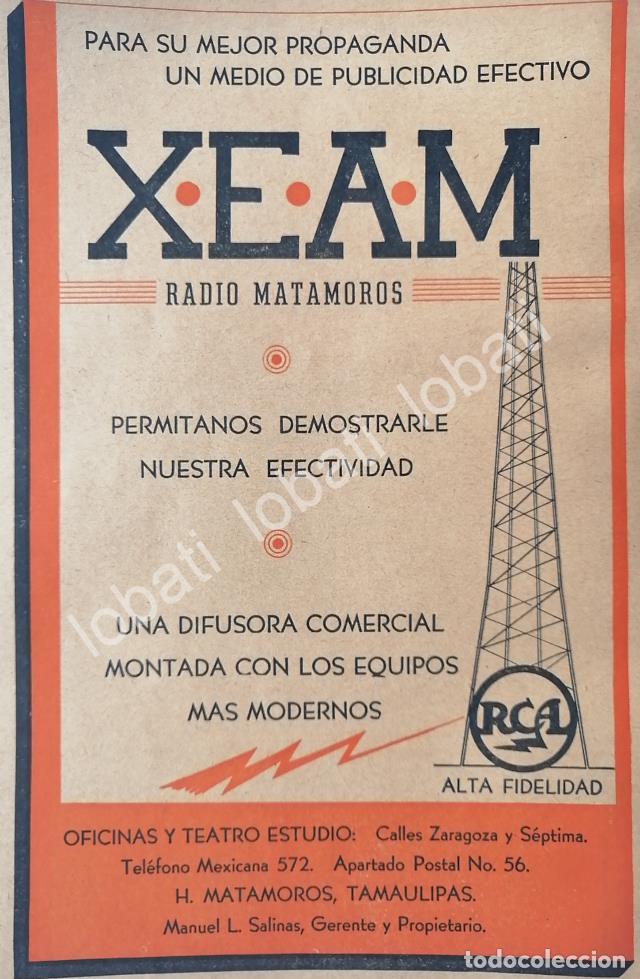 PARA SU MEJOR PROPAGANDA
UN MEDIO DE PUBLICIDAD EFECTIVO
X·E·A·M
RADIO MATAMOROS
PERMITANOS DEMOSTRARLE
NUESTRA EFECTIVIDAD
lobati lobati lobati
UNA DIFUSORA COMERCIAL
MONTADA CON LOS EQUIPOS
MAS MODERNOS
RCA
ALTA FIDELIDAD
OFICINAS Y TEATRO ESTUDIO: Calles Zaragoza y Séptima.
Teléfono Mexicana 572. Apartado Postal No. 56.
H. MATAMOROS, TAMAULIPAS.
Manuel L. Salinas, Gerente y Propietario.
todocoleccion